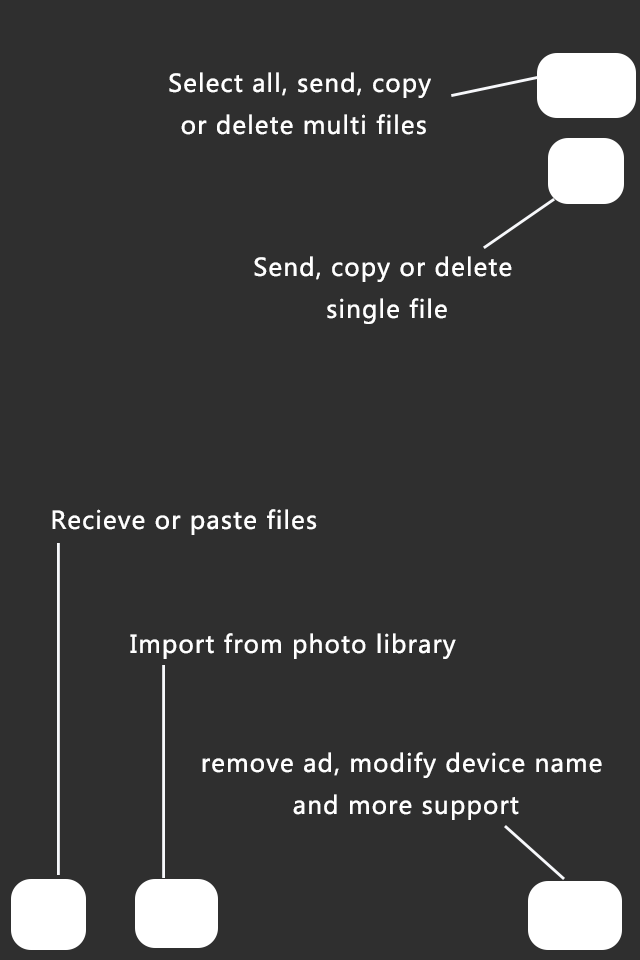 Select all, send, copy
or delete multi files
Send, copy or delete
single file
Recieve or paste files
Import from photo library
remove ad, modify device name
and more support